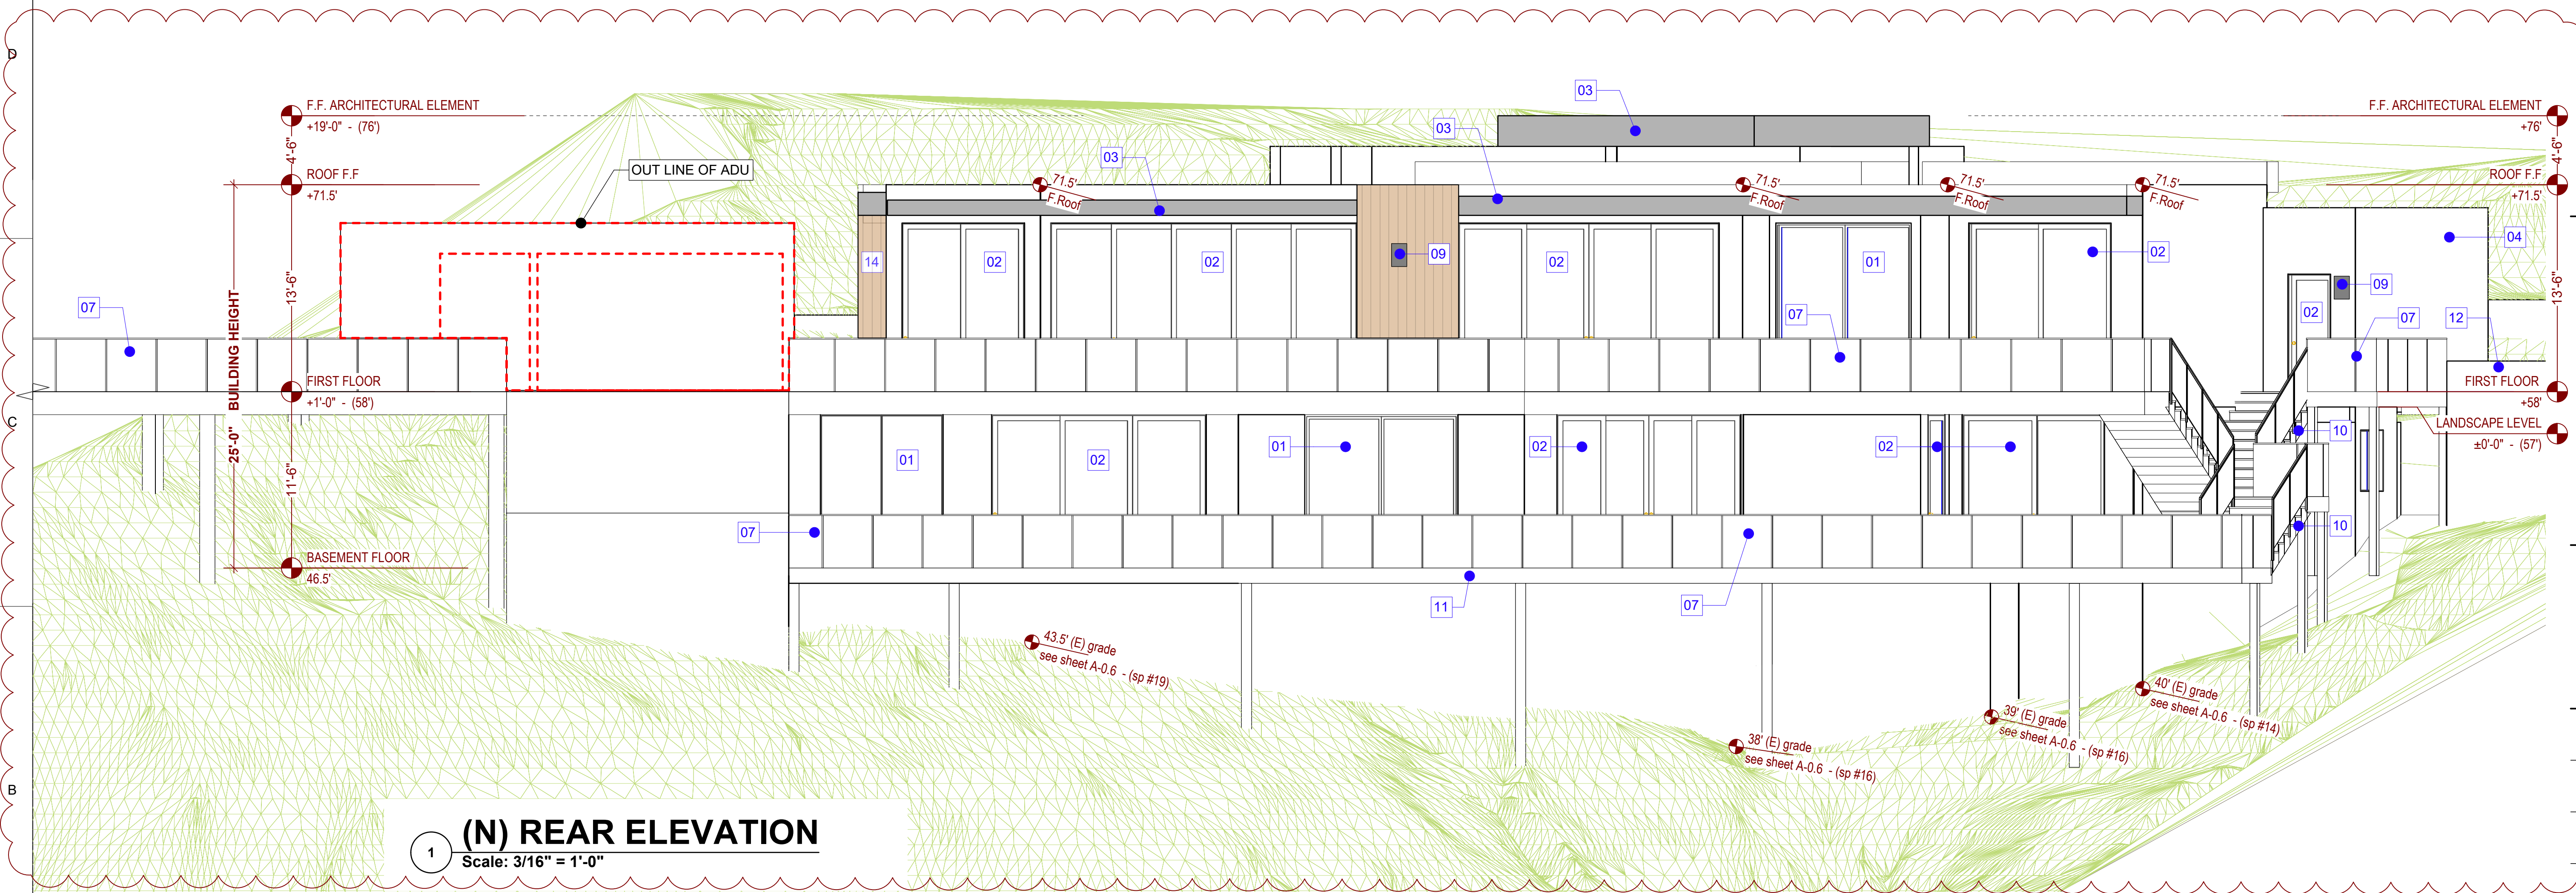 D
03
F.F. ARCHITECTURAL ELEMENT
+19'-0" - (76')
F.F. ARCHITECTURAL ELEMENT
+76'
03
4'-6"
03
4'-6"
OUT LINE OF ADU
ROOF F.F
+71.5'
71.5'
F.Roof
71.5'
F.Roof
71.5'
F.Roof
71.5'
F.Roof
ROOF F.F
+71.5'
14
02
02
09
02
01
02
04
13'-6"
07
25'-0" BUILDING HEIGHT
07
02
09
07
12
13'-6"
FIRST FLOOR
+1'-0" - (58')
FIRST FLOOR
+58'
C
LANDSCAPE LEVEL
±0'-0" - (57')
01
02
01
02
02
10
11'-6"
07
10
BASEMENT FLOOR
46.5'
11
07
43.5' (E) grade
see sheet A-0.6 - (sp #19)
40' (E) grade
see sheet A-0.6 - (sp #14)
39' (E) grade
see sheet A-0.6 - (sp #16)
38' (E) grade
see sheet A-0.6 - (sp #16)
B
1
(N) REAR ELEVATION
Scale: 3/16" = 1'-0"